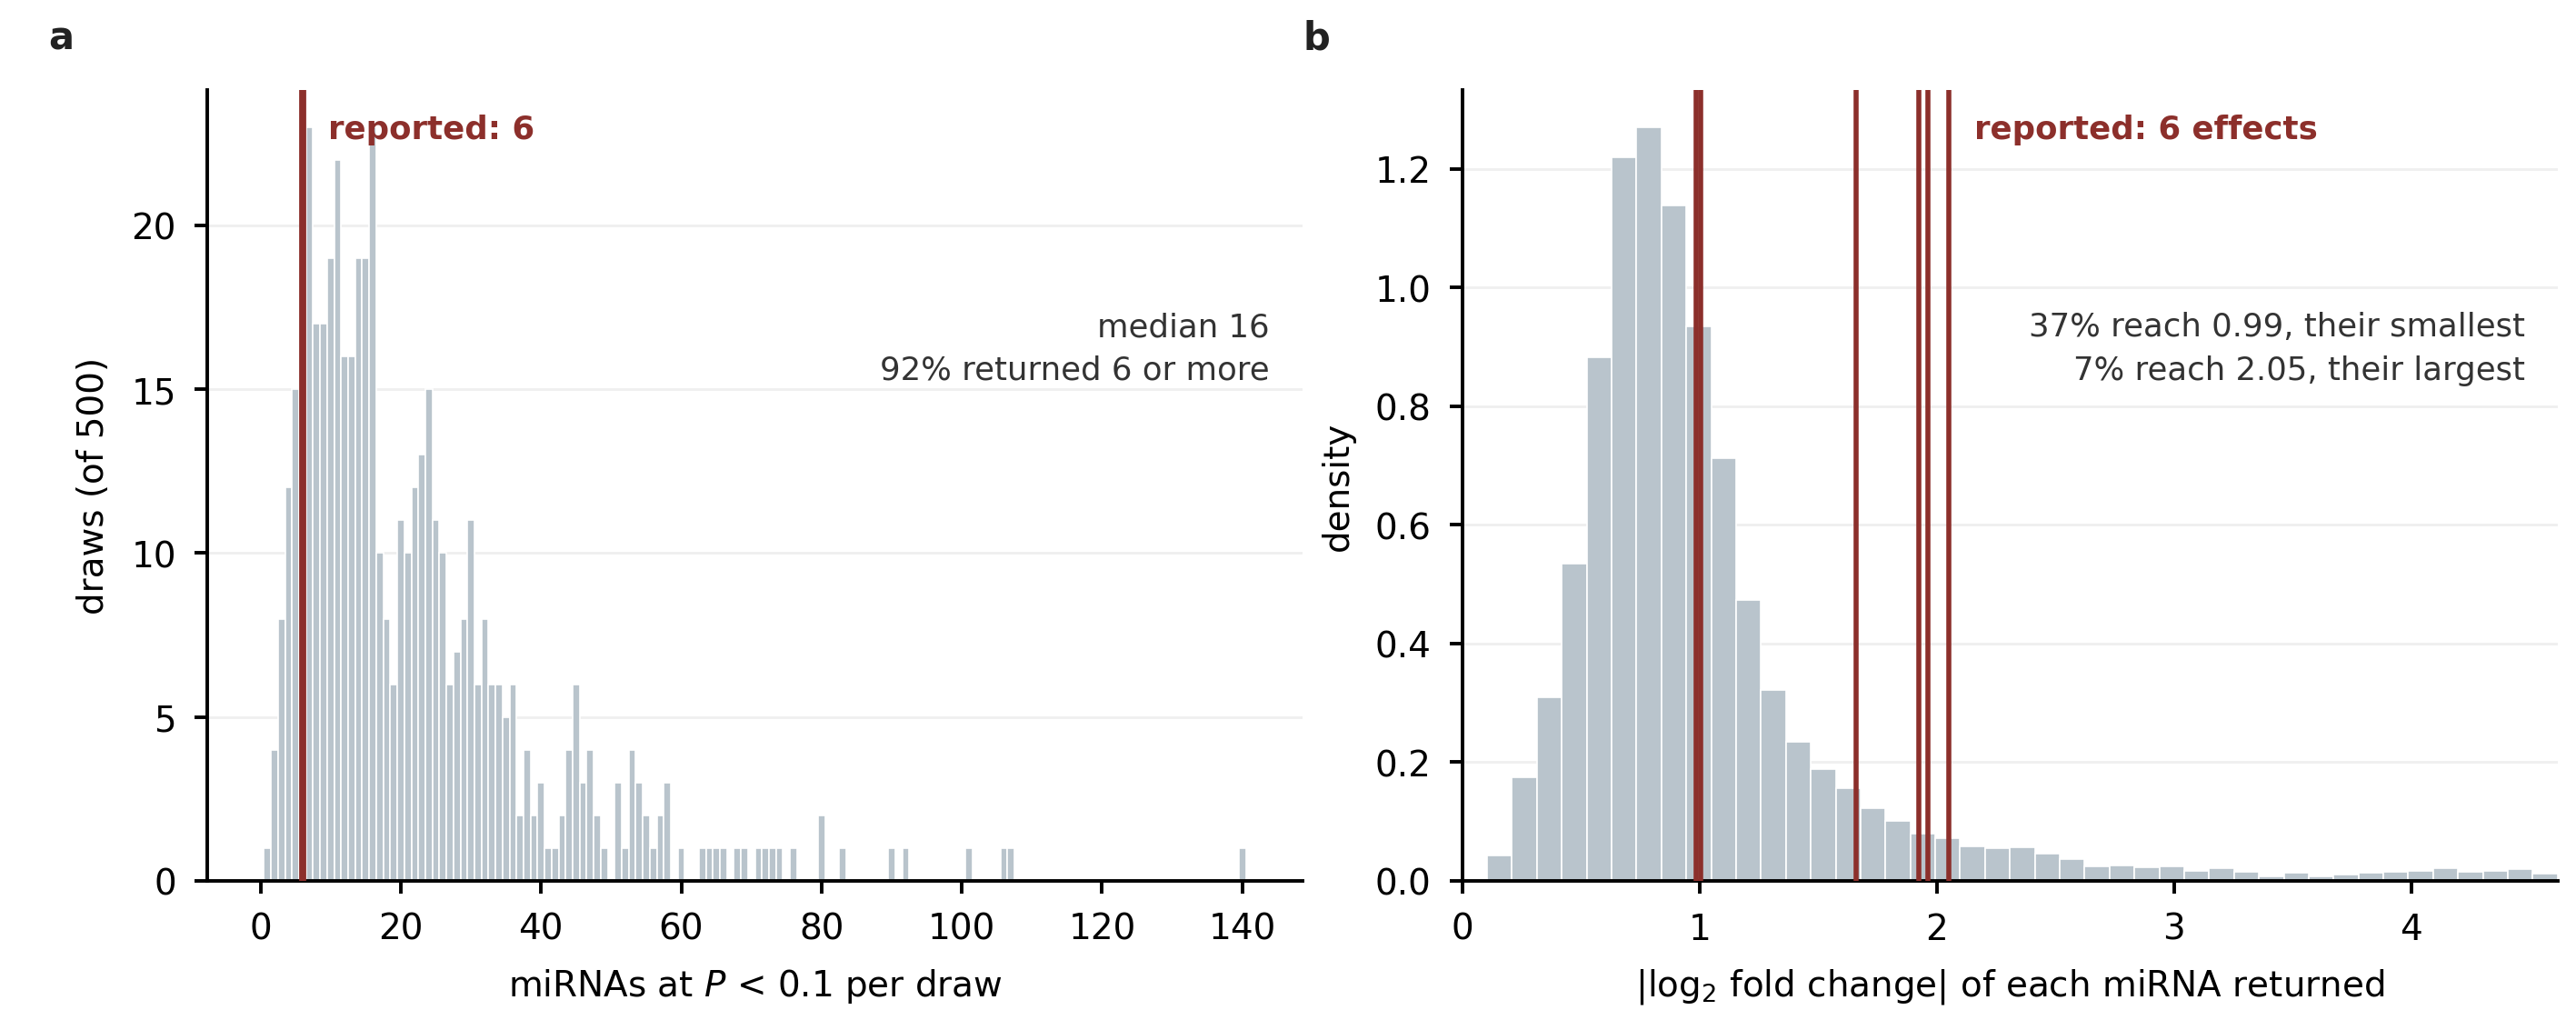 a
reported: 6
median 16
92% returned 6 or more
draws (of 500)
20
15
10
5
0
0 20 40 60 80 100 120 140
miRNAs at P < 0.1 per draw
b
reported: 6 effects
37% reach 0.99, their smallest
7% reach 2.05, their largest
density
1.2
1.0
0.8
0.6
0.4
0.2
0.0
0 1 2 3 4
|log₂ fold change| of each miRNA returned